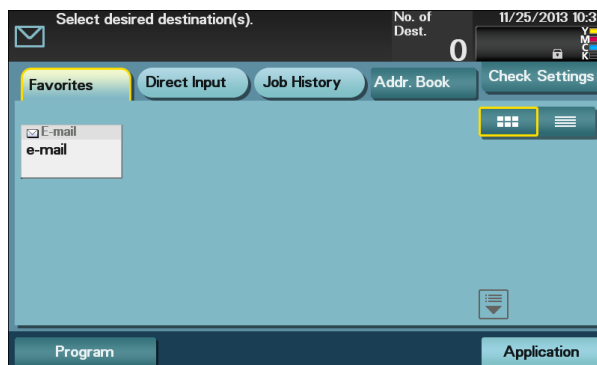 Select desired destination(s).
No. of
Dest.
0
11/25/2013 10:3
Y
M
C
K
Favorites
Direct Input
Job History
Addr. Book
Check Settings
E-mail
e-mail
Program
Application